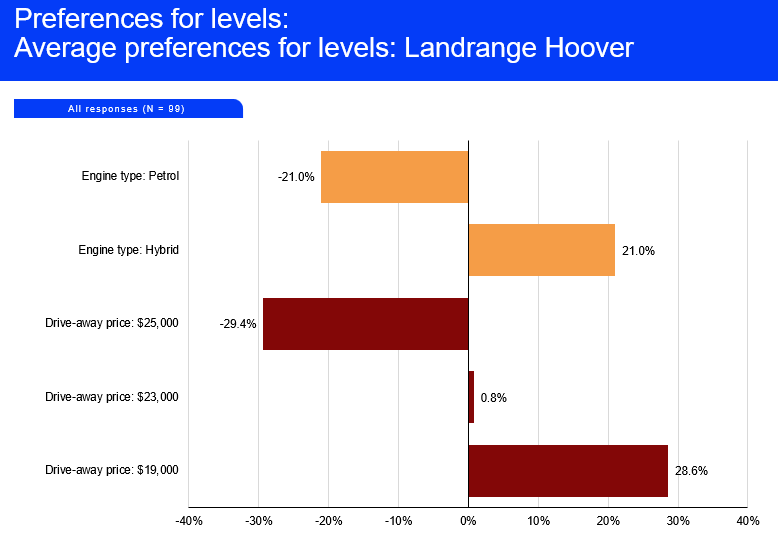 Preferences for levels:
Average preferences for levels: Landrange Hoover
All responses (N = 99)
Engine type: Petrol
-21.0%
Engine type: Hybrid
21.0%
Drive-away price: $25,000
-29.4%
Drive-away price: $23,000
0.8%
Drive-away price: $19,000
28.6%
-40% -30% -20% -10% 0% 10% 20% 30% 40%